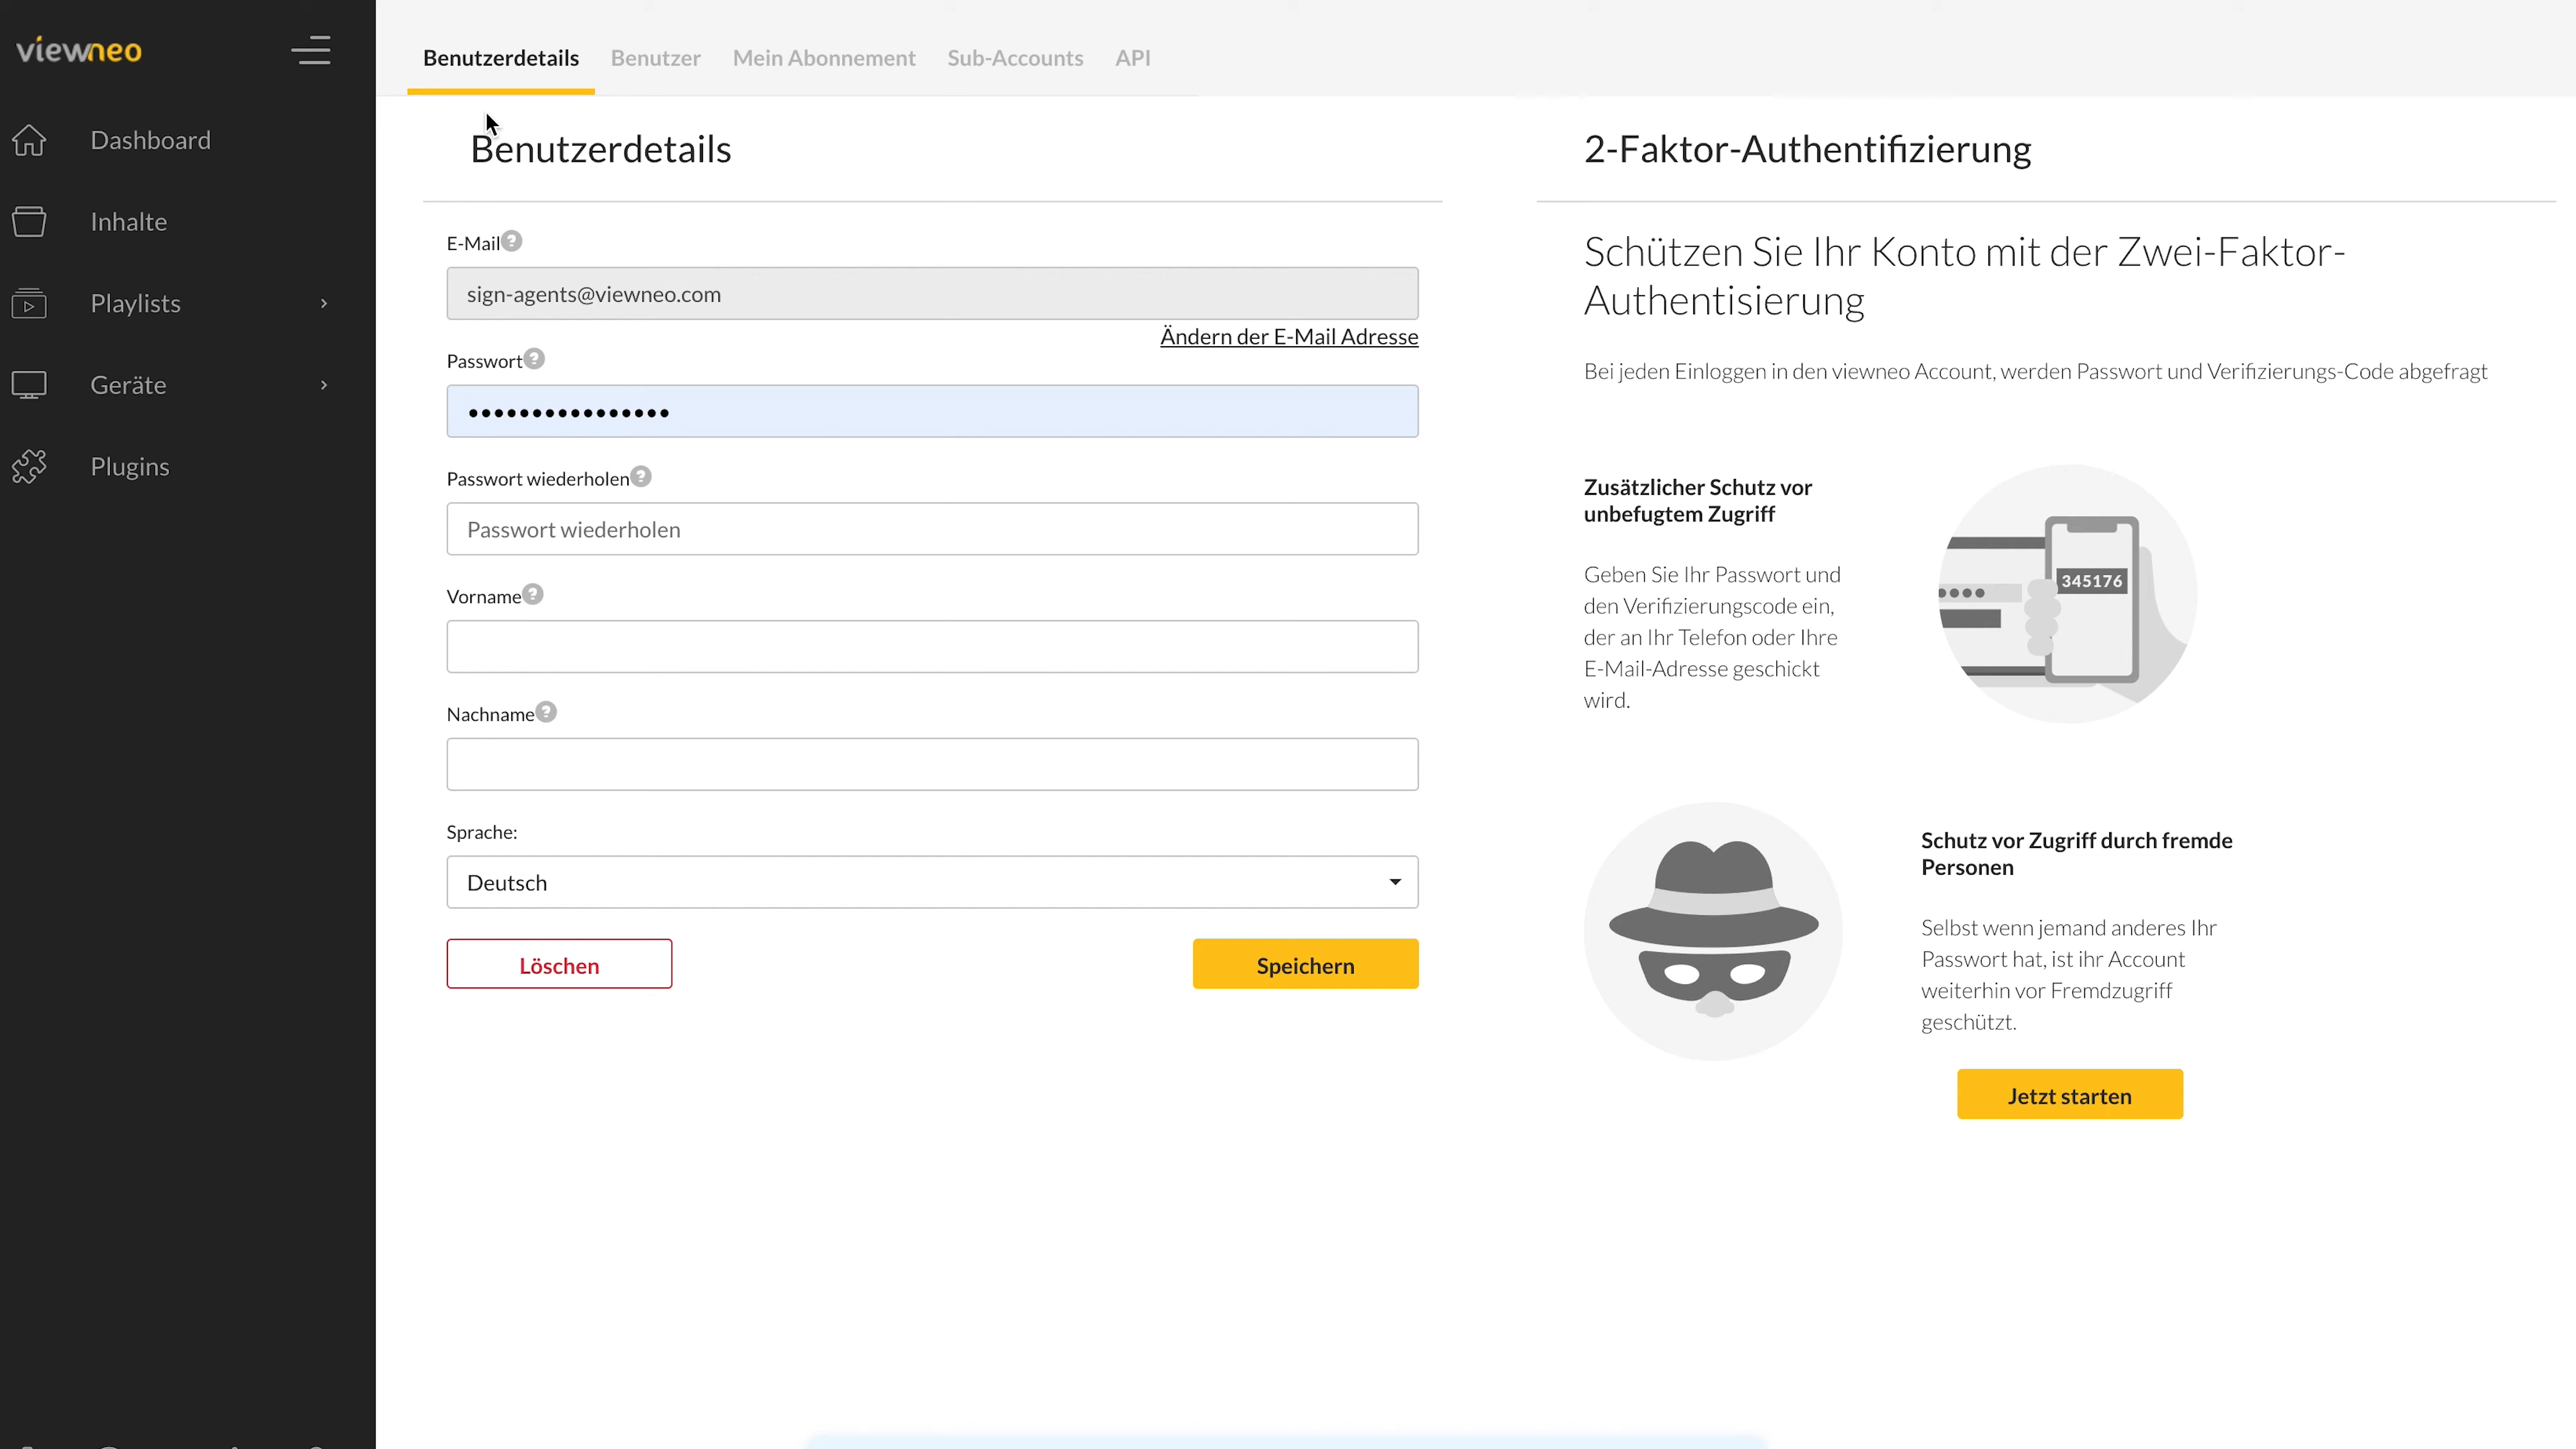 viewneo
Dashboard
Inhalte
Playlists
Geräte
Plugins
Benutzerdetails Benutzer Mein Abonnement Sub-Accounts API
Benutzerdetails
E-Mail?
sign-agents@viewneo.com
Ändern der E-Mail Adresse
Passwort?
Passwort wiederholen?
Passwort wiederholen
Vorname?
Nachname?
Sprache:
Deutsch
Löschen
Speichern
2-Faktor-Authentifizierung
Schützen Sie Ihr Konto mit der Zwei-Faktor-
Authentisierung
Bei jeden Einloggen in den viewneo Account, werden Passwort und Verifizierungs-Code abgefragt
Zusätzlicher Schutz vor
unbefugtem Zugriff
Geben Sie Ihr Passwort und
den Verifizierungscode ein,
der an Ihr Telefon oder Ihre
E-Mail-Adresse geschickt
wird.
345176
Schutz vor Zugriff durch fremde
Personen
Selbst wenn jemand anderes Ihr
Passwort hat, ist ihr Account
weiterhin vor Fremdzugriff
geschützt.
Jetzt starten